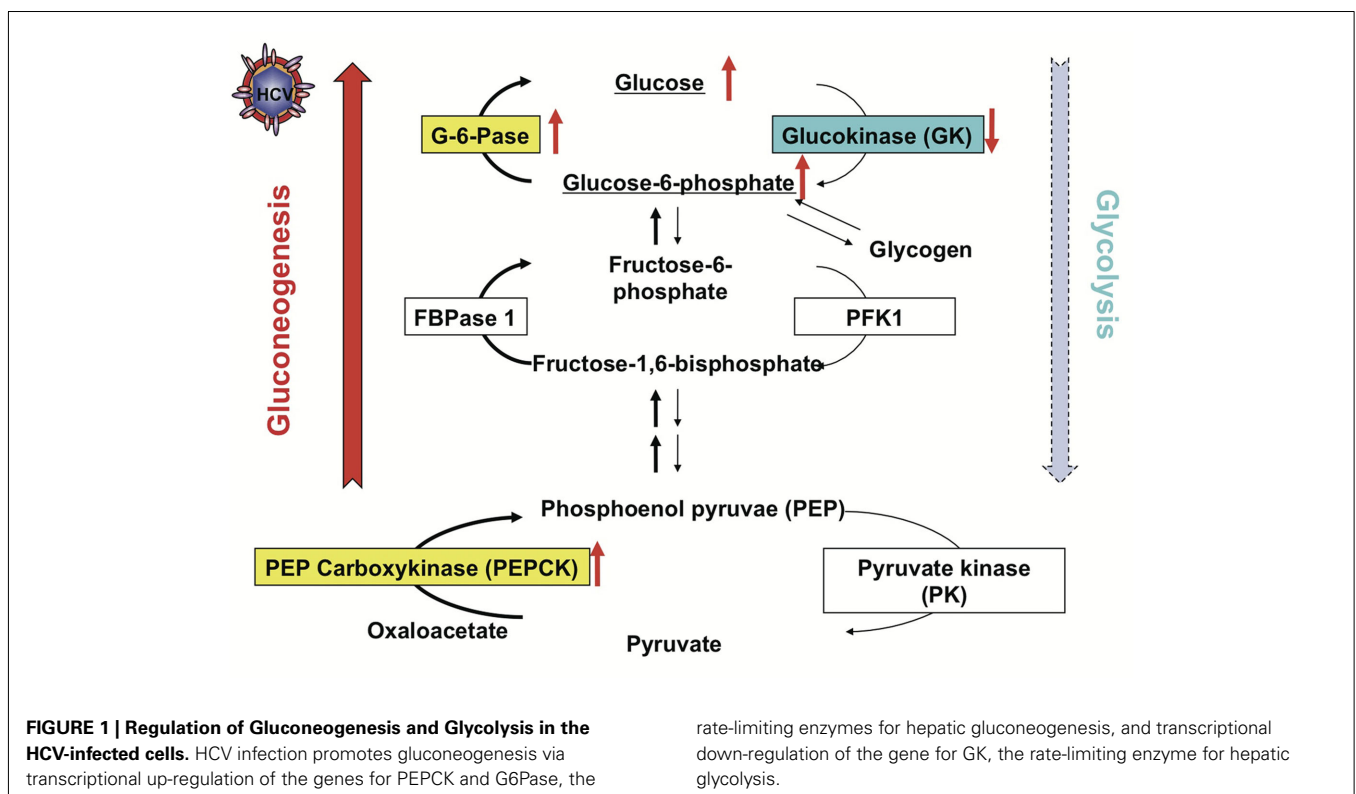 HCV
Glucose
G-6-Pase
Glucokinase (GK)
Glucose-6-phosphate
Glycogen
Fructose-6-
phosphate
FBPase 1
PFK1
Fructose-1,6-bisphosphate
Gluconeogenesis
Glycolysis
Phosphoenol pyruvae (PEP)
PEP Carboxykinase (PEPCK)
Pyruvate kinase
(PK)
Oxaloacetate
Pyruvate
FIGURE 1 | Regulation of Gluconeogenesis and Glycolysis in the
HCV-infected cells. HCV infection promotes gluconeogenesis via
transcriptional up-regulation of the genes for PEPCK and G6Pase, the
rate-limiting enzymes for hepatic gluconeogenesis, and transcriptional
down-regulation of the gene for GK, the rate-limiting enzyme for hepatic
glycolysis.